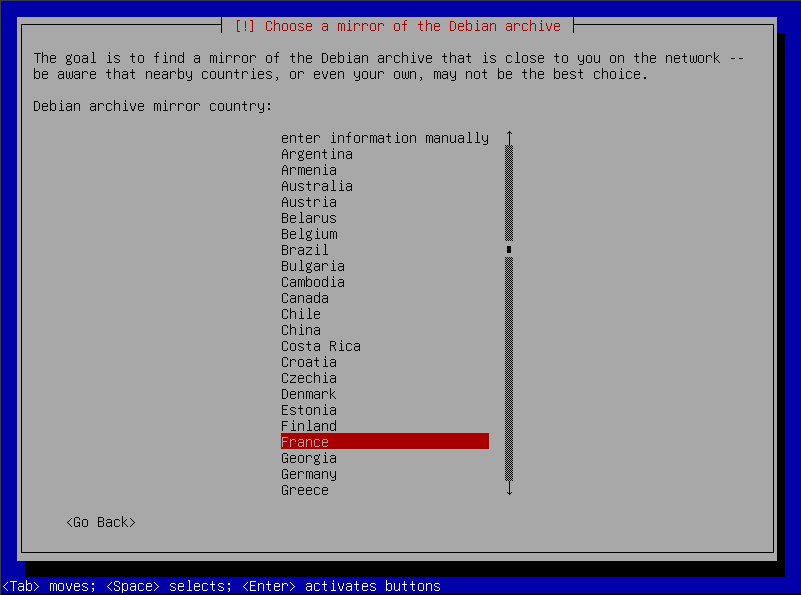 [!] Choose a mirror of the Debian archive
The goal is to find a mirror of the Debian archive that is close to you on the network --
be aware that nearby countries, or even your own, may not be the best choice.
Debian archive mirror country:
enter information manually
Argentina
Armenia
Australia
Austria
Belarus
Belgium
Brazil
Bulgaria
Cambodia
Canada
Chile
China
Costa Rica
Croatia
Czechia
Denmark
Estonia
Finland
France
Georgia
Germany
Greece
<Go Back>
<Tab> moves; <Space> selects; <Enter> activates buttons